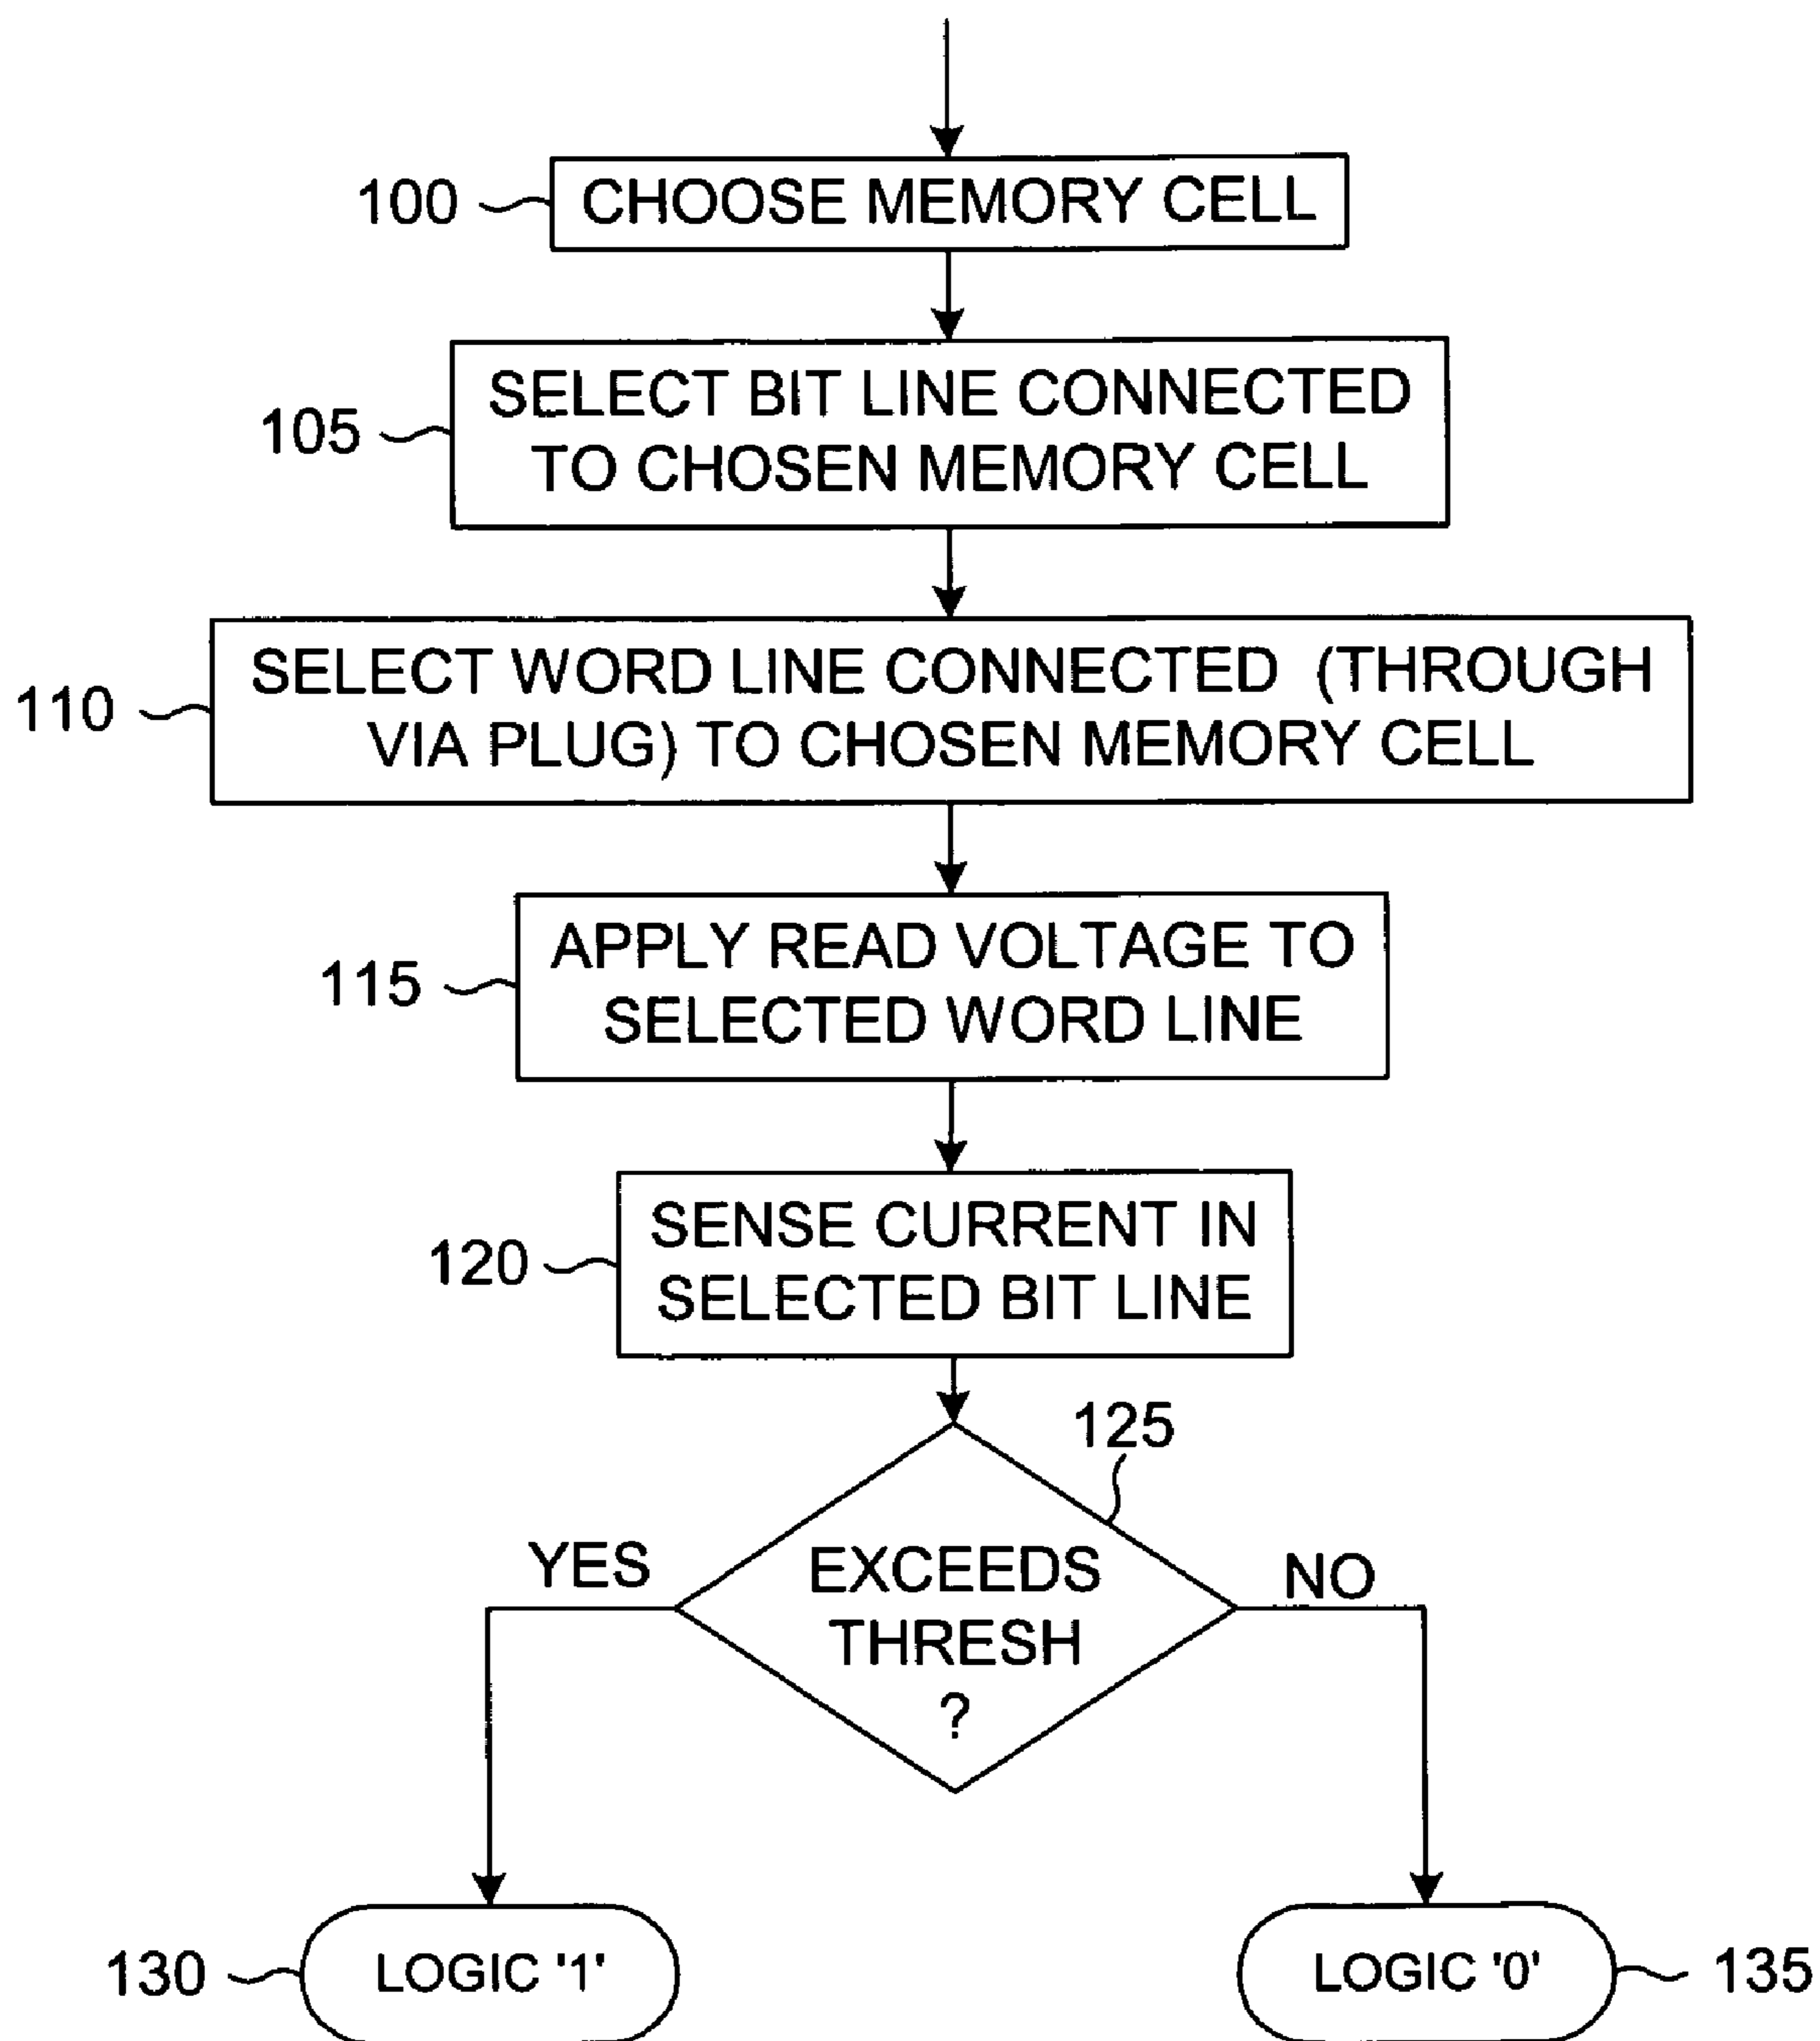 100 CHOOSE MEMORY CELL
105 SELECT BIT LINE CONNECTED
TO CHOSEN MEMORY CELL
110 SELECT WORD LINE CONNECTED (THROUGH
VIA PLUG) TO CHOSEN MEMORY CELL
115 APPLY READ VOLTAGE TO
SELECTED WORD LINE
120 SENSE CURRENT IN
SELECTED BIT LINE
125
YES
EXCEEDS
THRESH
?
NO
130 LOGIC '1'
LOGIC '0' 135